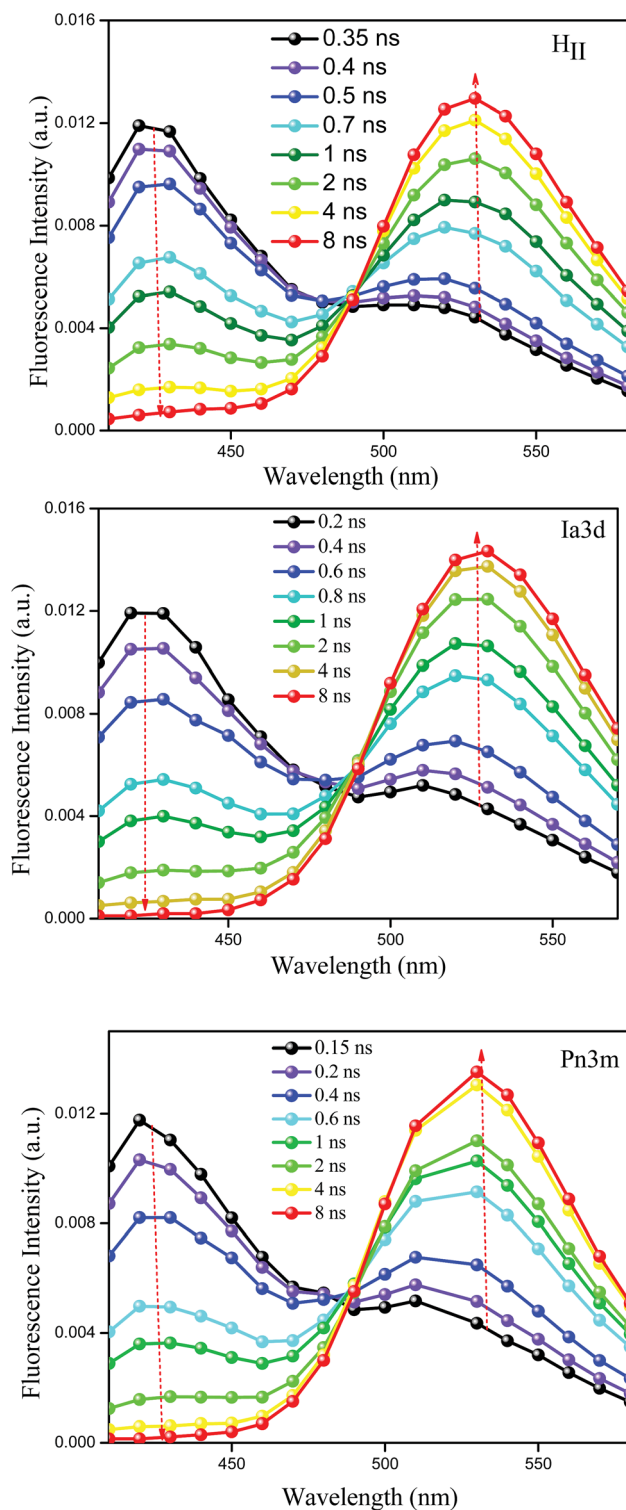 0.016
0.35 ns
H_II
0.4 ns
0.5 ns
0.012
0.7 ns
1 ns
2 ns
0.008
4 ns
8 ns
0.004
0.000
450
500
550
Fluorescence Intensity (a.u.)
Wavelength (nm)
0.016
0.2 ns
Ia3d
0.4 ns
0.6 ns
0.8 ns
0.012
1 ns
2 ns
4 ns
8 ns
0.008
0.004
0.000
450
500
550
Fluorescence Intensity (a.u.)
Wavelength (nm)
0.15 ns
Pn3m
0.2 ns
0.4 ns
0.012
0.6 ns
1 ns
2 ns
4 ns
8 ns
0.008
0.004
0.000
450
500
550
Fluorescence Intensity (a.u.)
Wavelength (nm)